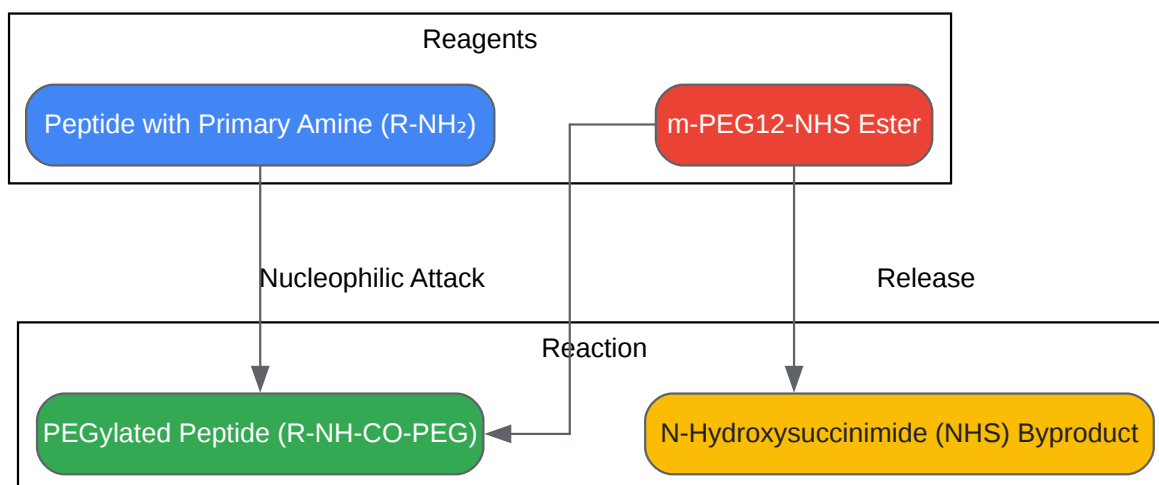 Reagents
Peptide with Primary Amine (R-NH₂)
m-PEG12-NHS Ester
Nucleophilic Attack
Release
Reaction
PEGylated Peptide (R-NH-CO-PEG)
N-Hydroxysuccinimide (NHS) Byproduct